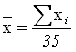 x̄ = ∑xᵢ / 35